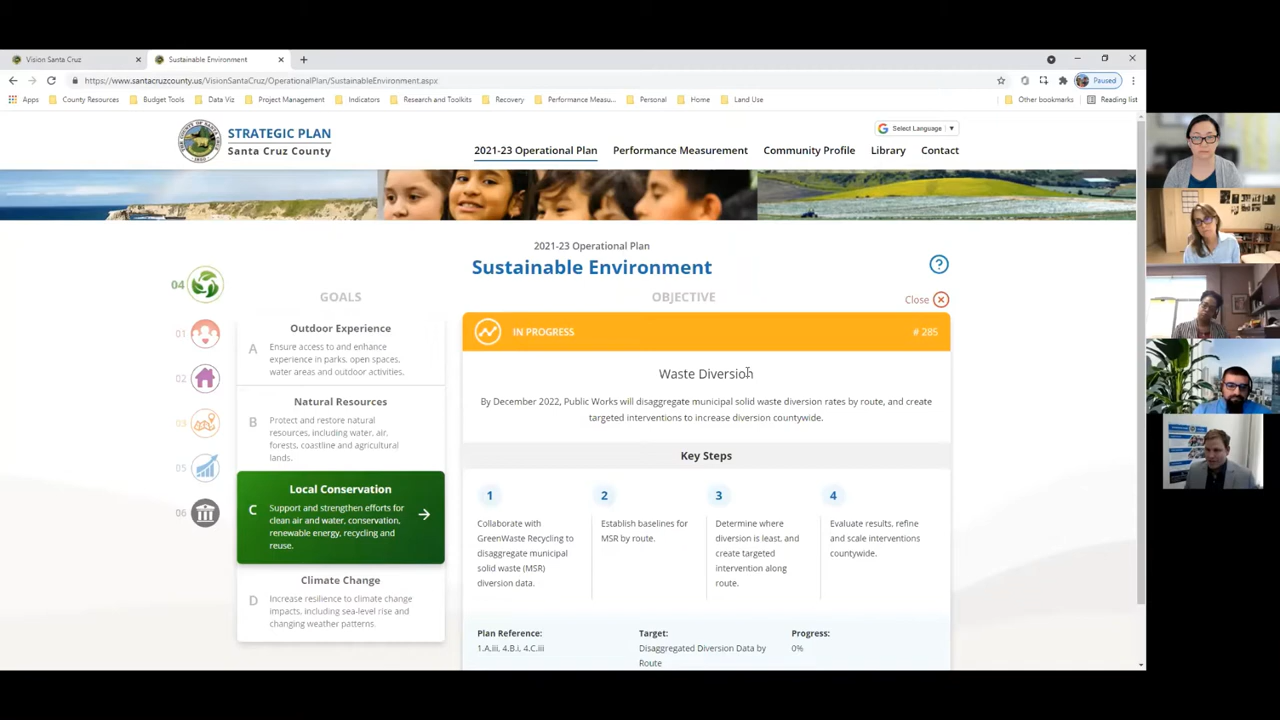 Vision Santa Cruz
Sustainable Environment
https://www.santacruzcounty.us/VisionSantaCruz/OperationalPlan/SustainableEnvironment.aspx
Paused
Apps
County Resources
Budget Tools
Data Viz
Project Management
Indicators
Research and Toolkits
Recovery
Performance Measu...
Personal
Home
Land Use
Other bookmarks
Reading list
STRATEGIC PLAN
Santa Cruz County
Select Language
2021-23 Operational Plan
Performance Measurement
Community Profile
Library
Contact
2021-23 Operational Plan
Sustainable Environment
?
04
01
02
03
05
06
GOALS
A
Outdoor Experience
Ensure access to and enhance
experience in parks, open spaces,
water areas and outdoor activities.
B
Natural Resources
Protect and restore natural
resources, including water, air,
forests, coastline and agricultural
lands.
C
Local Conservation
Support and strengthen efforts for
clean air and water, conservation,
renewable energy, recycling and
reuse.
D
Climate Change
Increase resilience to climate change
impacts, including sea-level rise and
changing weather patterns.
OBJECTIVE
Close
IN PROGRESS
# 285
Waste Diversion
By December 2022, Public Works will disaggregate municipal solid waste diversion rates by route, and create
targeted interventions to increase diversion countywide.
Key Steps
1
Collaborate with
GreenWaste Recycling to
disaggregate municipal
solid waste (MSR)
diversion data.
2
Establish baselines for
MSR by route.
3
Determine where
diversion is least, and
create targeted
intervention along
route.
4
Evaluate results, refine
and scale interventions
countywide.
Plan Reference:
1.A.iii, 4.B.i, 4.C.iii
Target:
Disaggregated Diversion Data by
Route
Progress:
0%